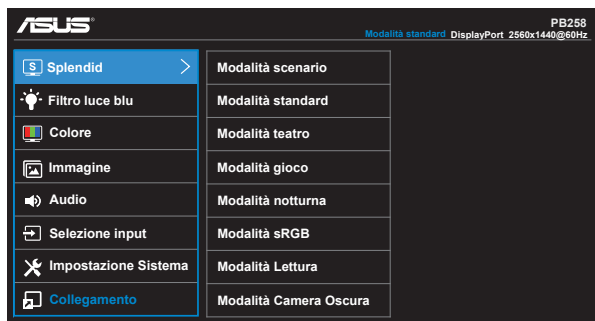 ASUS
PB258
Modalità standard DisplayPort 2560x1440@60Hz
S Splendid
Filtro luce blu
Colore
Immagine
Audio
Selezione input
Impostazione Sistema
Collegamento
Modalità scenario
Modalità standard
Modalità teatro
Modalità gioco
Modalità notturna
Modalità sRGB
Modalità Lettura
Modalità Camera Oscura